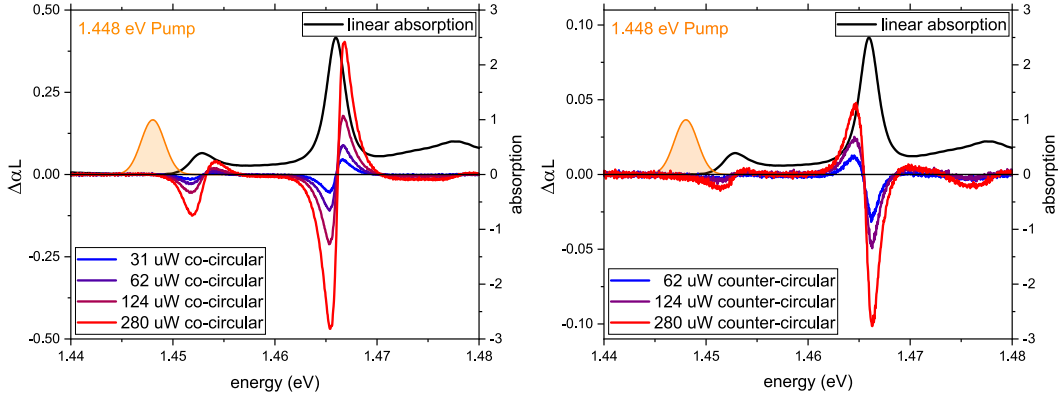 1.448 eV Pump
linear absorption
31 uW co-circular
62 uW co-circular
124 uW co-circular
280 uW co-circular
0.50
0.25
0.00
-0.25
-0.50
ΔαL
3
2
1
0
-1
-2
-3
absorption
1.44
1.45
1.46
1.47
1.48
energy (eV)
1.448 eV Pump
linear absorption
62 uW counter-circular
124 uW counter-circular
280 uW counter-circular
0.10
0.05
0.00
-0.05
-0.10
ΔαL
3
2
1
0
-1
-2
-3
absorption
1.44
1.45
1.46
1.47
1.48
energy (eV)